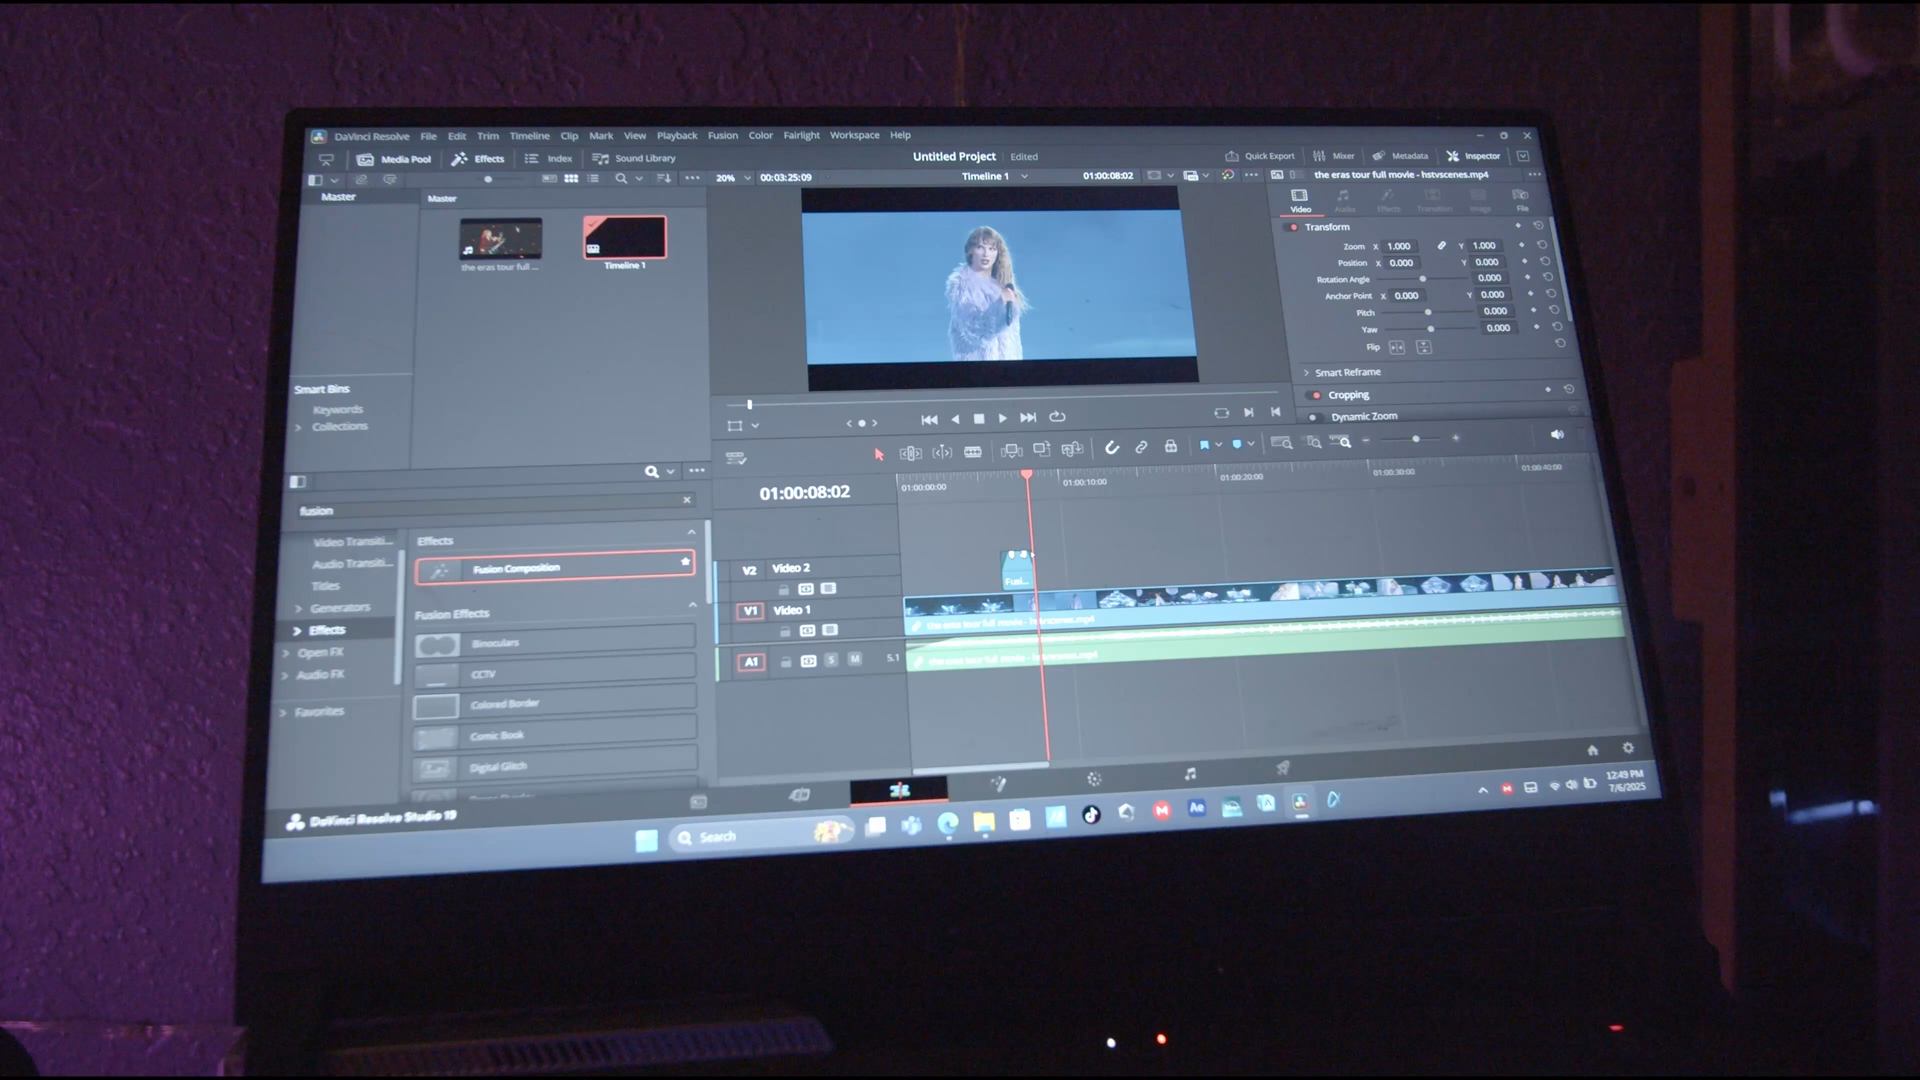 DaVinci Resolve File Edit Trim Timeline Clip Mark View Playback Fusion Color Fairlight Workspace Help
Media Pool Effects Index Sound Library
Untitled Project Edited
Quick Export Mixer Metadata Inspector
20% 00:03:25:09 Timeline 1 01:00:08:02
the eras tour full movie - hstvscenes.mp4
Master
Master
the eras tour full ...
Timeline 1
Smart Bins
Keywords
Collections
Video Audio Effects Transition Image File
Transform
Zoom X 1.000 Y 1.000
Position X 0.000 Y 0.000
Rotation Angle 0.000
Anchor Point X 0.000 Y 0.000
Pitch 0.000
Yaw 0.000
Flip
Smart Reframe
Cropping
Dynamic Zoom
fusion
Video Transiti...
Audio Transiti...
Titles
Generators
Effects
Open FX
Audio FX
Favorites
Effects
Fusion Composition
Fusion Effects
Binoculars
CCTV
Colored Border
Comic Book
Digital Glitch
01:00:08:02
01:00:00:00 01:00:10:00 01:00:20:00 01:00:30:00 01:00:40:00
V2 Video 2
Fusi...
V1 Video 1
the eras tour full movie - hstvscenes.mp4
A1 S M 5.1
the eras tour full movie - hstvscenes.mp4
DaVinci Resolve Studio 19
Search
Ae
12:49 PM
7/6/2025